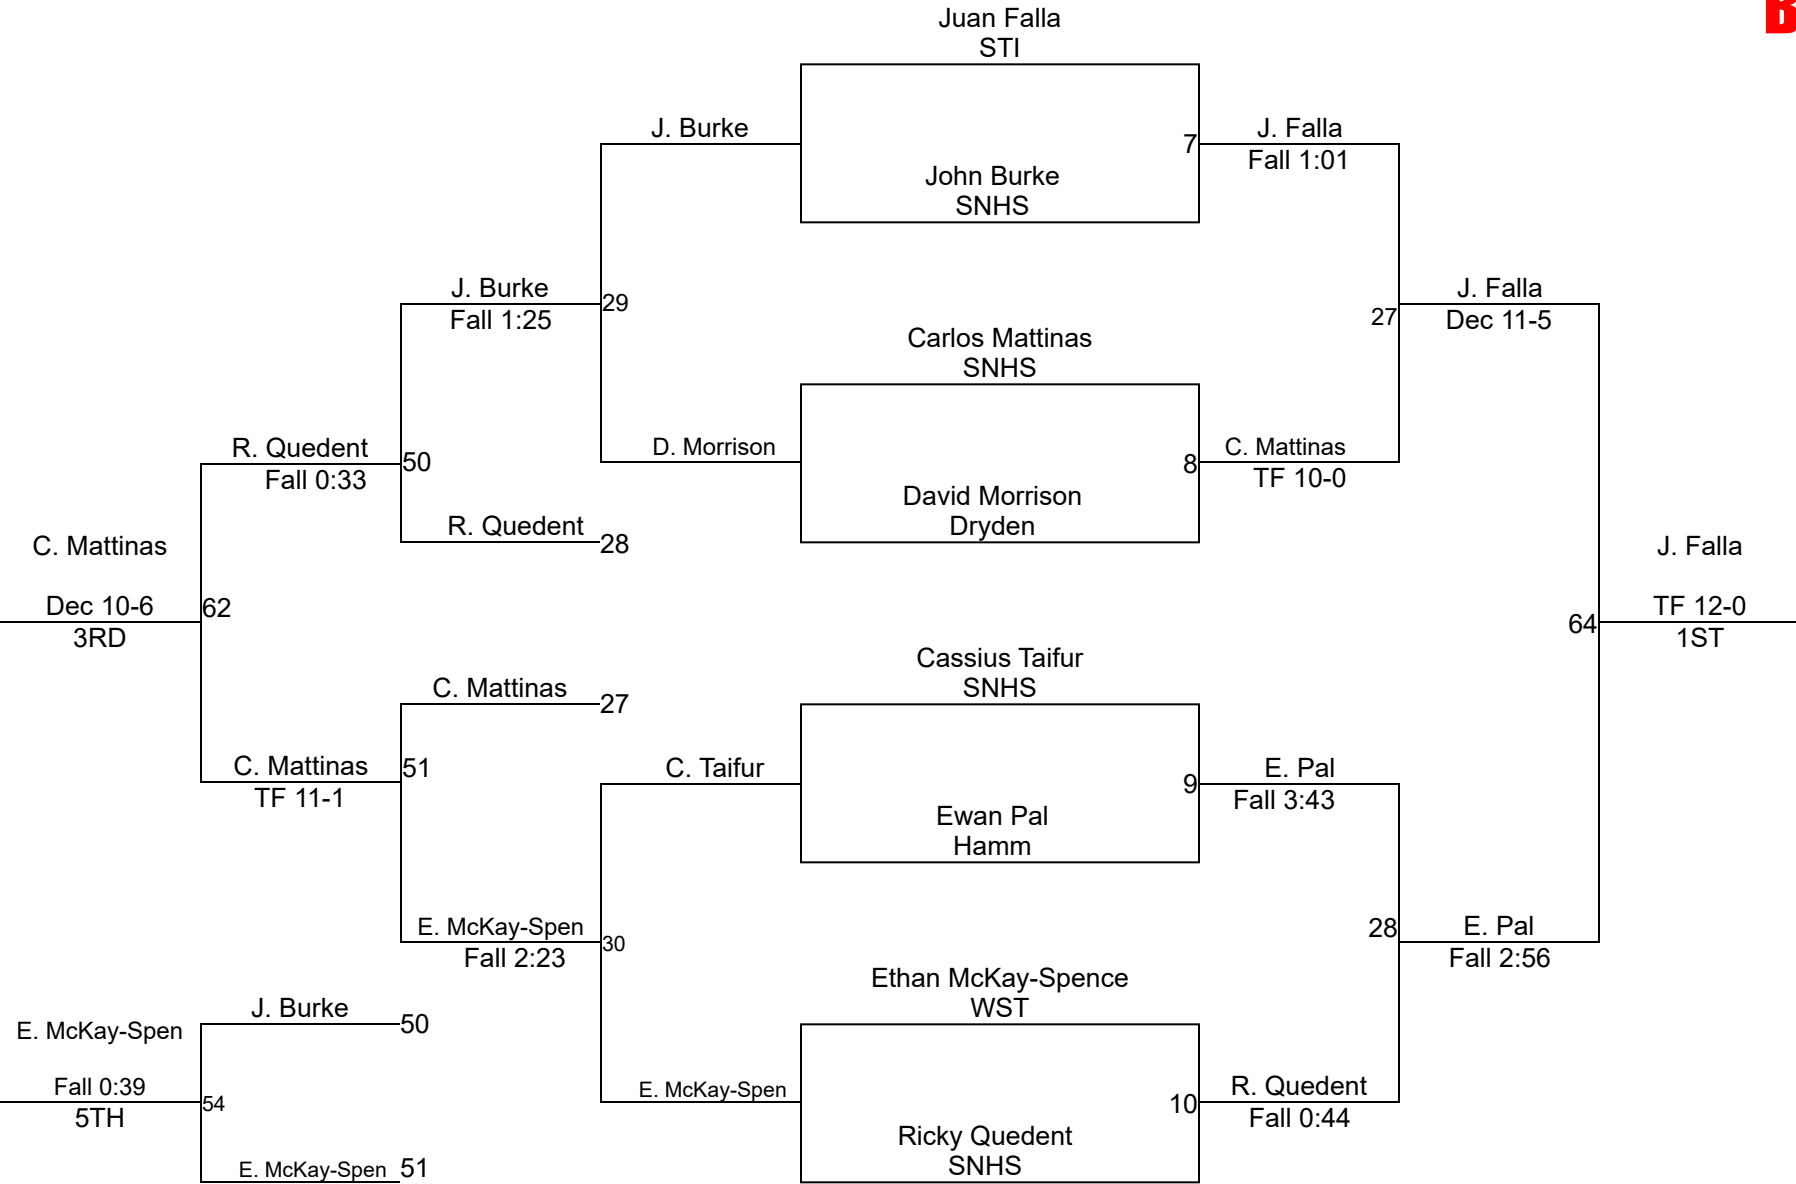 Juan Falla
STI
B
J. Burke
7
J. Falla
Fall 1:01
John Burke
SNHS
J. Burke
Fall 1:25
29
J. Falla
Dec 11-5
27
Carlos Mattinas
SNHS
R. Quedent
Fall 0:33
50
D. Morrison
8
C. Mattinas
TF 10-0
David Morrison
Dryden
R. Quedent
28
C. Mattinas
Dec 10-6
3RD
62
J. Falla
TF 12-0
1ST
64
Cassius Taifur
SNHS
C. Mattinas
27
C. Mattinas
TF 11-1
51
C. Taifur
9
E. Pal
Fall 3:43
Ewan Pal
Hamm
E. McKay-Spen
Fall 2:23
30
28
E. Pal
Fall 2:56
Ethan McKay-Spence
WST
J. Burke
50
E. McKay-Spen
Fall 0:39
5TH
54
E. McKay-Spen
10
R. Quedent
Fall 0:44
Ricky Quedent
SNHS
E. McKay-Spen
51